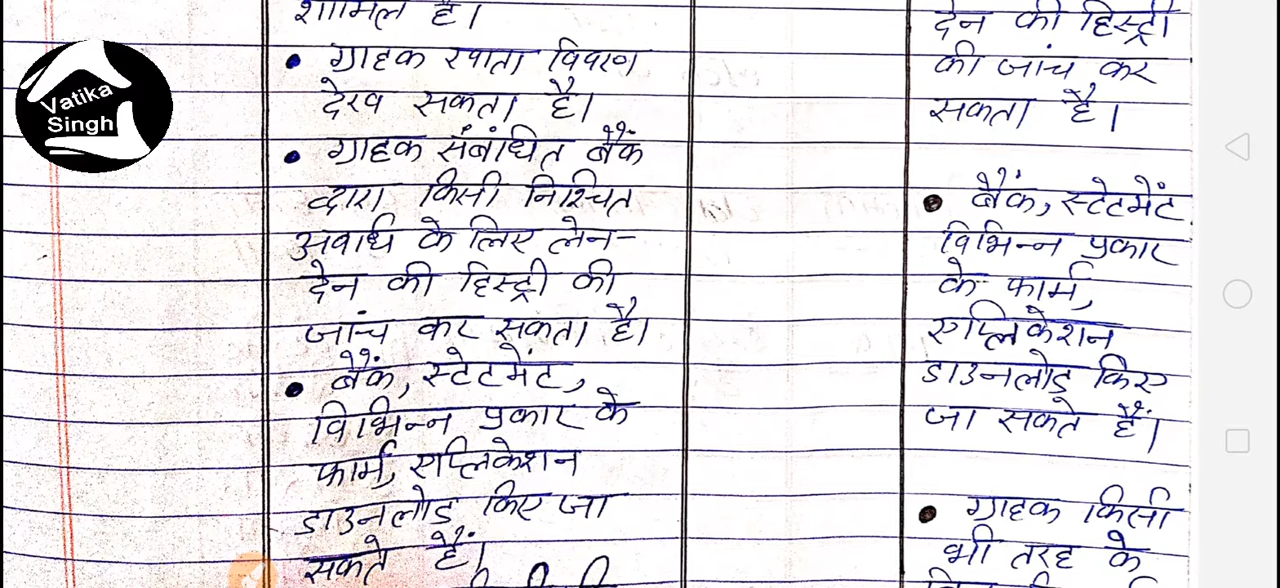 Vatika
Singh
शामिल है।
• ग्राहक खाता विवरण
देख सकता है।
• ग्राहक संबंधित बैंक
द्वारा किसी निश्चित
अवधि के लिए लेन-
देन की हिस्ट्री की
जांच कर सकता है।
• बैंक, स्टेटमेंट,
विभिन्न प्रकार के
फार्म, एप्लिकेशन
डाउनलोड किए जा
सकते हैं।
देन की हिस्ट्री
की जांच कर
सकता है।
• बैंक, स्टेटमेंट
विभिन्न प्रकार
के फार्म,
एप्लिकेशन
डाउनलोड किए
जा सकते हैं।
• ग्राहक किसी
भी तरह के